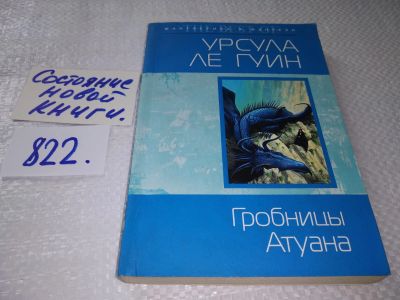 УРСУЛА
ЛЕ ГУИН
Гробницы
Атуана
Состояние
новой
книги.
822.